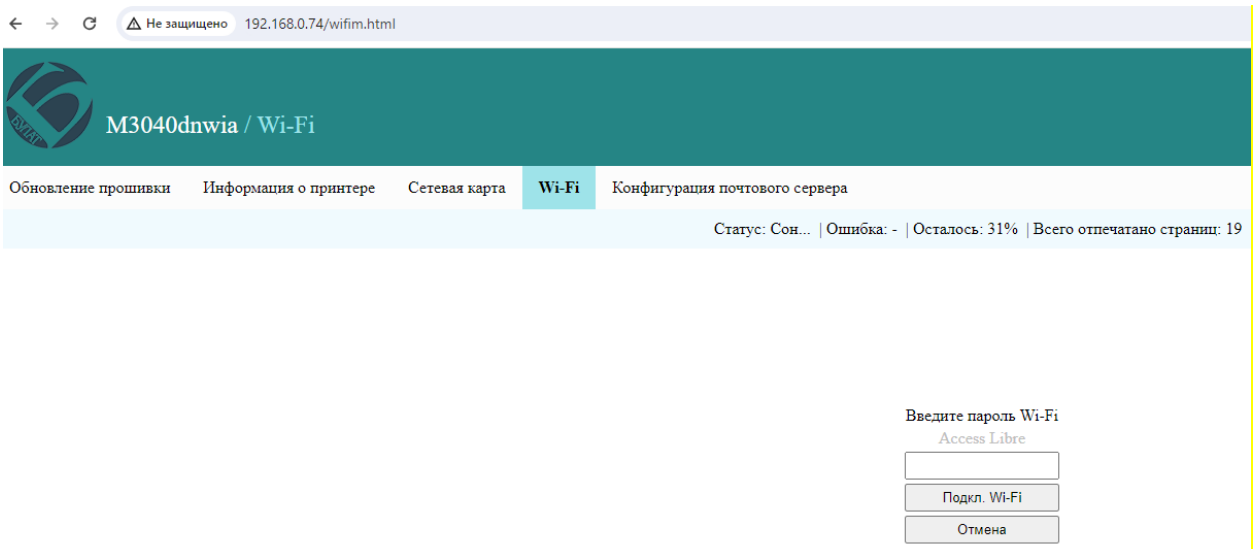 Не защищено 192.168.0.74/wifim.html
БУЛАТ
M3040dnwia / Wi-Fi
Обновление прошивки Информация о принтере Сетевая карта Wi-Fi Конфигурация почтового сервера
Статус: Сон... | Ошибка: - | Осталось: 31% | Всего отпечатано страниц: 19
Введите пароль Wi-Fi
Access Libre
Подкл. Wi-Fi
Отмена